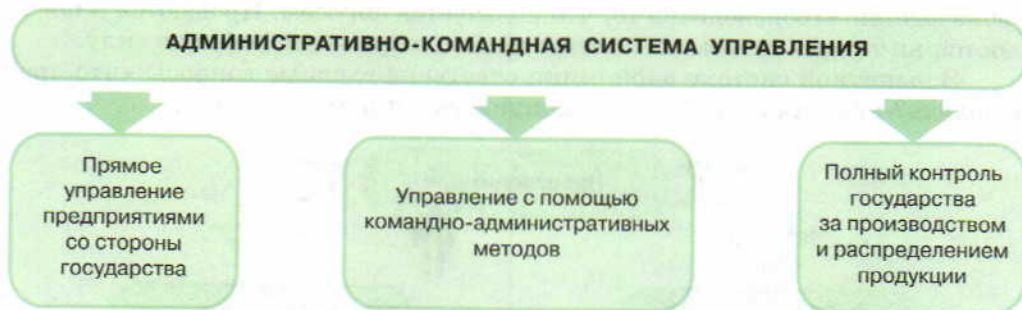 АДМИНИСТРАТИВНО-КОМАНДНАЯ СИСТЕМА УПРАВЛЕНИЯ
Прямое
управление
предприятиями
со стороны
государства
Управление с помощью
командно-административных
методов
Полный контроль
государства
за производством
и распределением
продукции